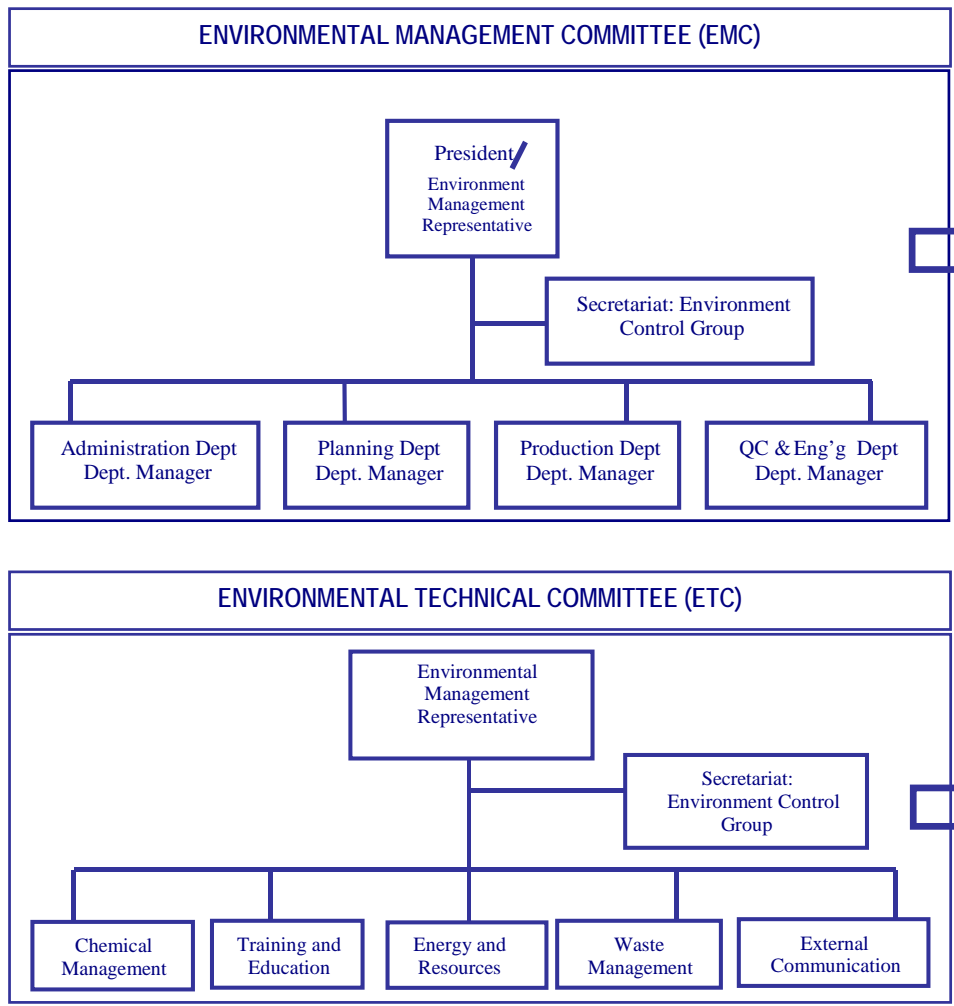 ENVIRONMENTAL MANAGEMENT COMMITTEE (EMC)
President/
Environment
Management
Representative
Secretariat: Environment
Control Group
Administration Dept
Dept. Manager
Planning Dept
Dept. Manager
Production Dept
Dept. Manager
QC & Eng’g Dept
Dept. Manager
ENVIRONMENTAL TECHNICAL COMMITTEE (ETC)
Environmental
Management
Representative
Secretariat:
Environment Control
Group
Chemical
Management
Training and
Education
Energy and
Resources
Waste
Management
External
Communication